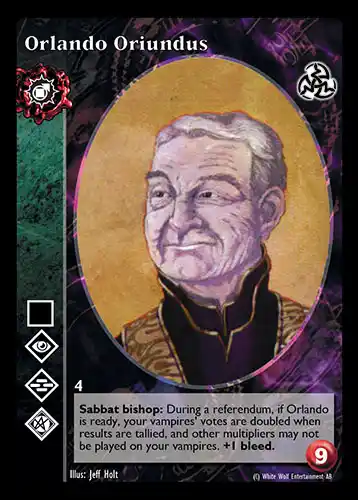 Orlando Oriundus
4
Sabbat bishop: During a referendum, if Orlando
is ready, your vampires' votes are doubled when
results are tallied, and other multipliers may not
be played on your vampires. +1 bleed.
9
Illus: Jeff Holt
(C) White Wolf Entertainment AB